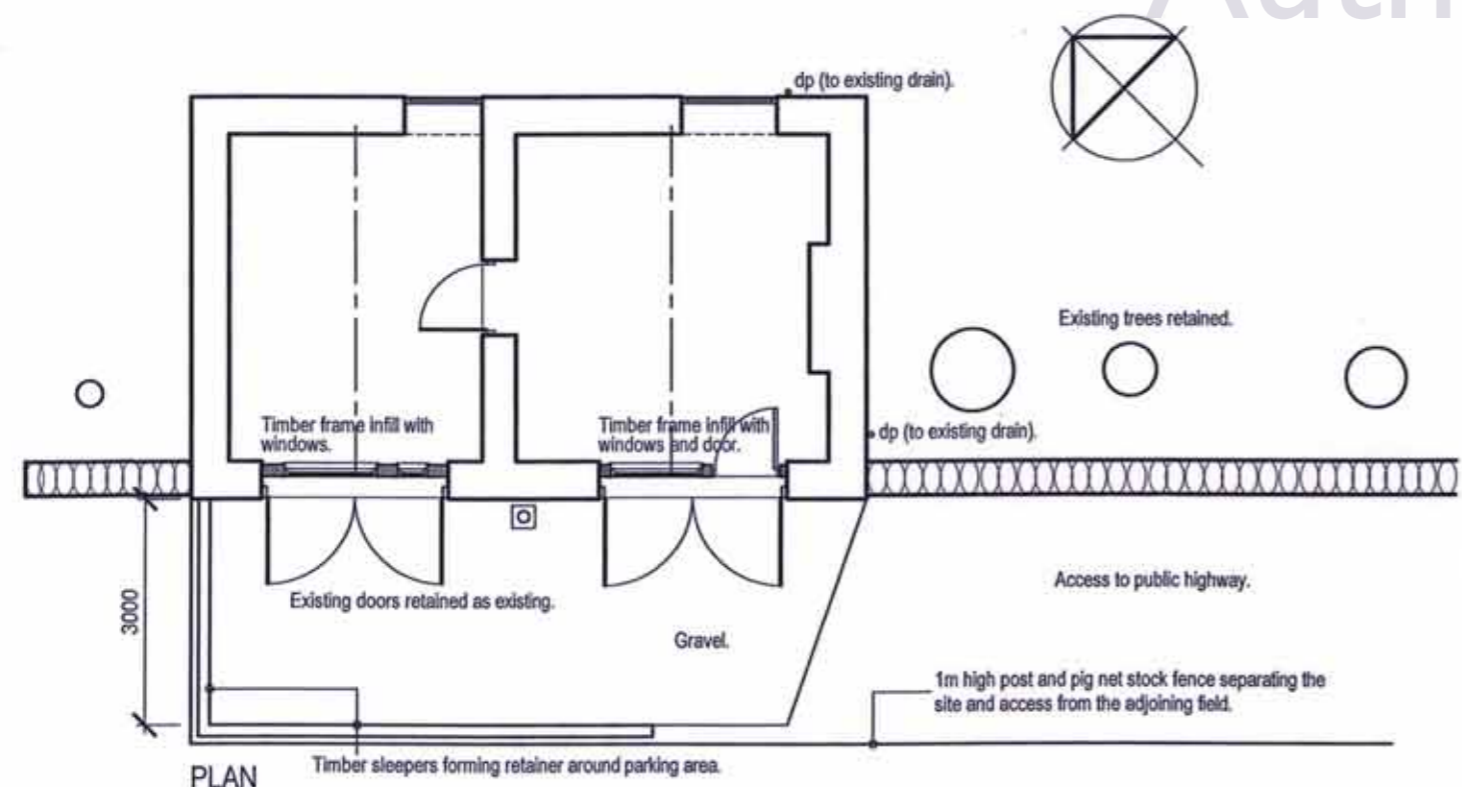 dp (to existing drain).
Existing trees retained.
Timber frame infill with
windows.
Timber frame infill with
windows and door.
dp (to existing drain).
3000
Existing doors retained as existing.
Gravel.
Access to public highway.
1m high post and pig net stock fence separating the
site and access from the adjoining field.
Timber sleepers forming retainer around parking area.
PLAN